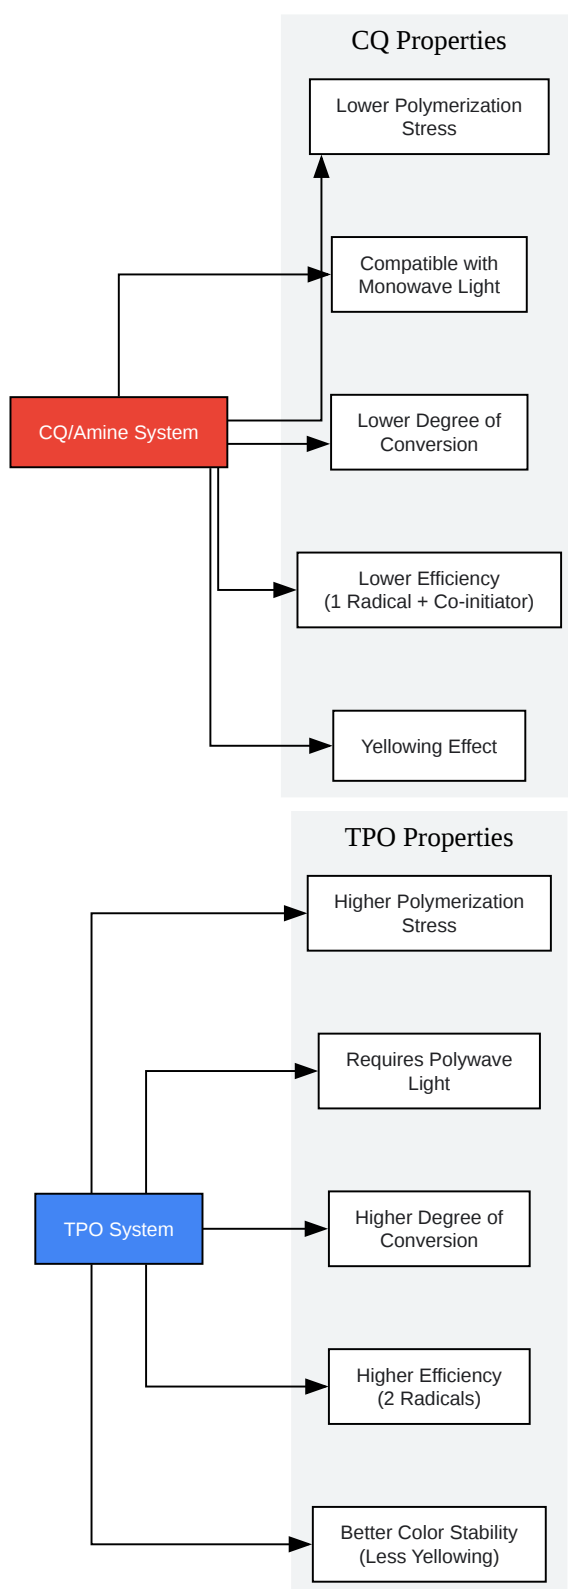 CQ Properties
Lower Polymerization
Stress
Compatible with
Monowave Light
CQ/Amine System
Lower Degree of
Conversion
Lower Efficiency
(1 Radical + Co-initiator)
Yellowing Effect
TPO Properties
Higher Polymerization
Stress
Requires Polywave
Light
TPO System
Higher Degree of
Conversion
Higher Efficiency
(2 Radicals)
Better Color Stability
(Less Yellowing)